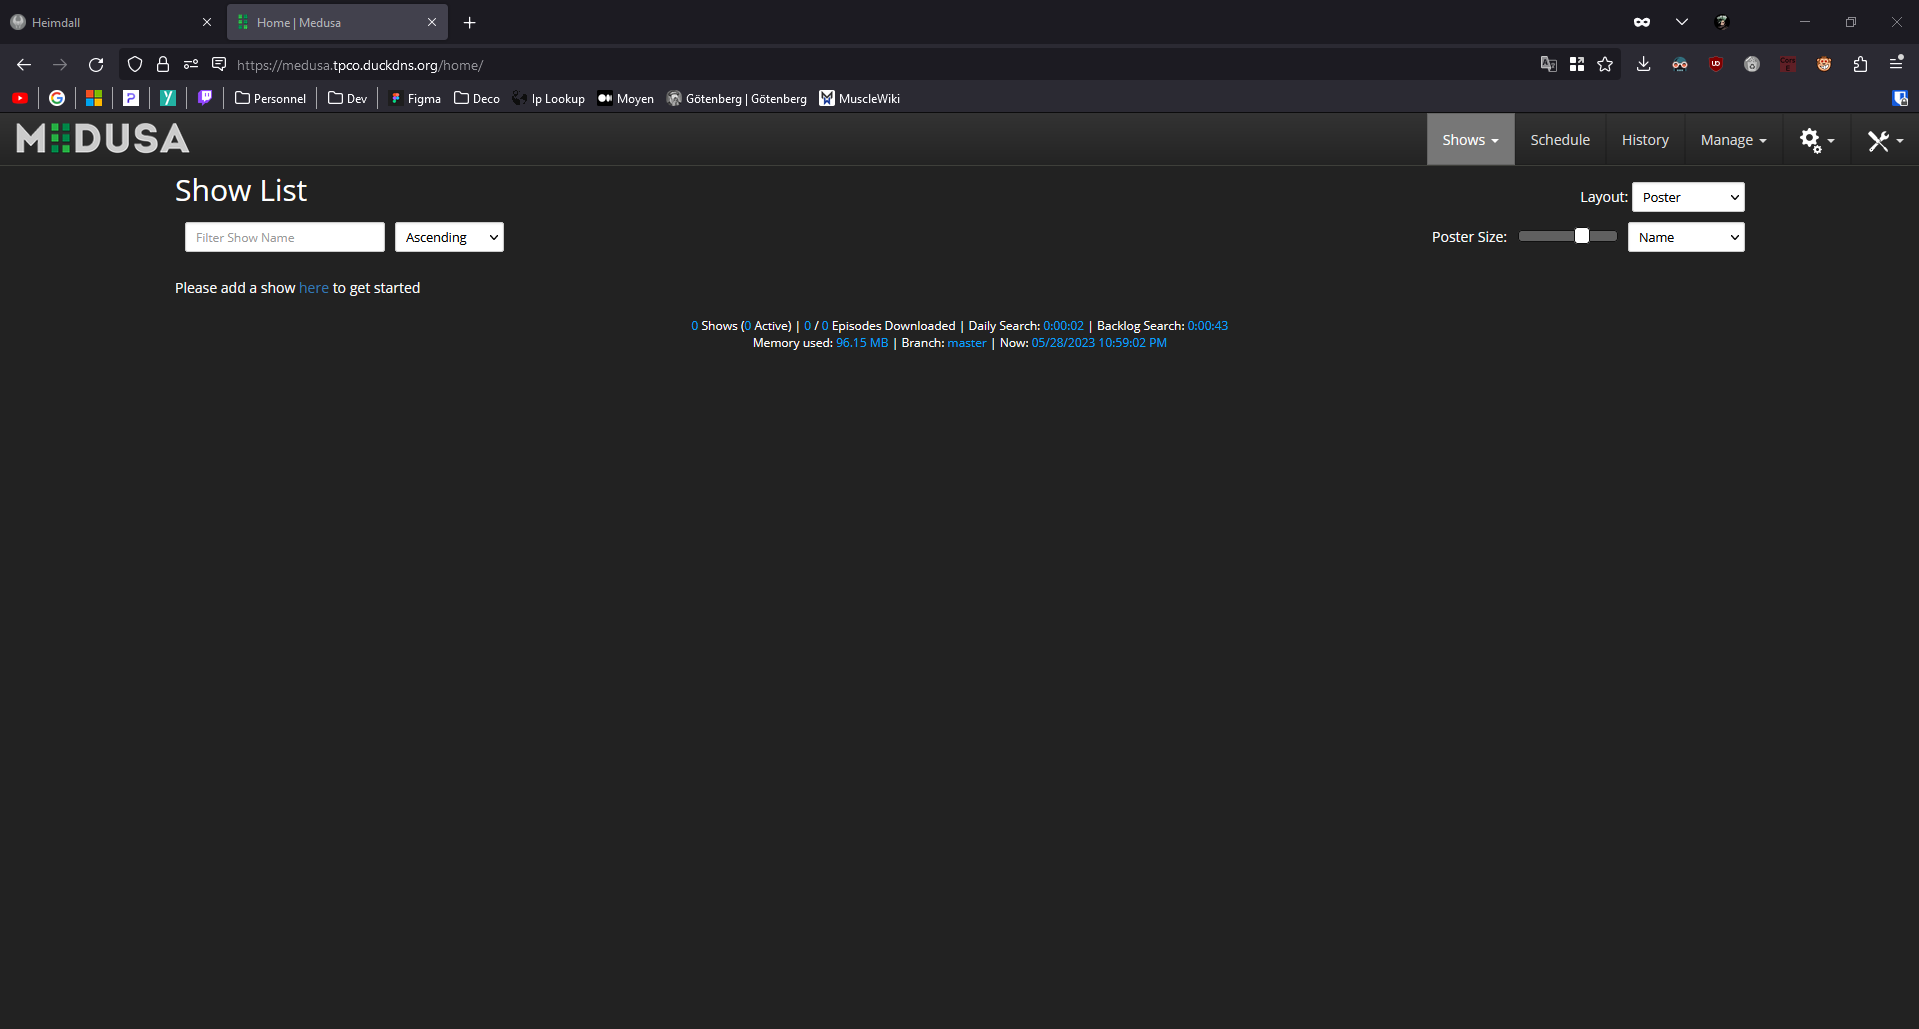 Heimdall
Home | Medusa
https://medusa.tpco.duckdns.org/home/
Personnel
Dev
Figma
Deco
Ip Lookup
Moyen
Götenberg | Götenberg
MuscleWiki
MEDUSA
Shows
Schedule
History
Manage
Show List
Layout:
Poster
Filter Show Name
Ascending
Poster Size:
Name
Please add a show here to get started
0 Shows (0 Active) | 0 / 0 Episodes Downloaded | Daily Search: 0:00:02 | Backlog Search: 0:00:43
Memory used: 96.15 MB | Branch: master | Now: 05/28/2023 10:59:02 PM